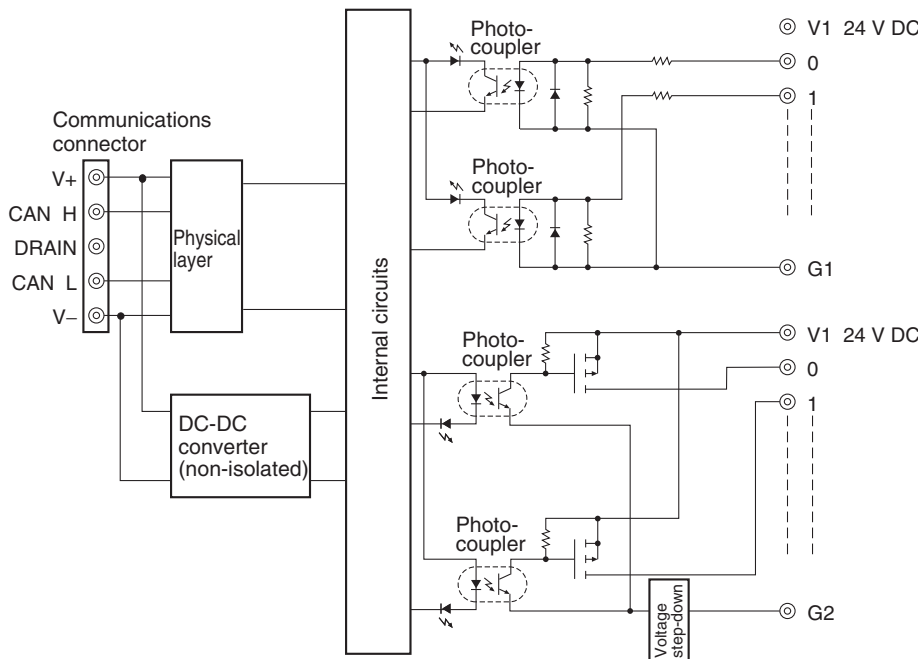 Communications
connector
V+
CAN H
DRAIN
CAN L
V−
Physical
layer
DC-DC
converter
(non-isolated)
Internal circuits
Photo-
coupler
Photo-
coupler
Photo-
coupler
Photo-
coupler
V1 24 V DC
0
1
G1
V1 24 V DC
0
1
Voltage
step-down
G2